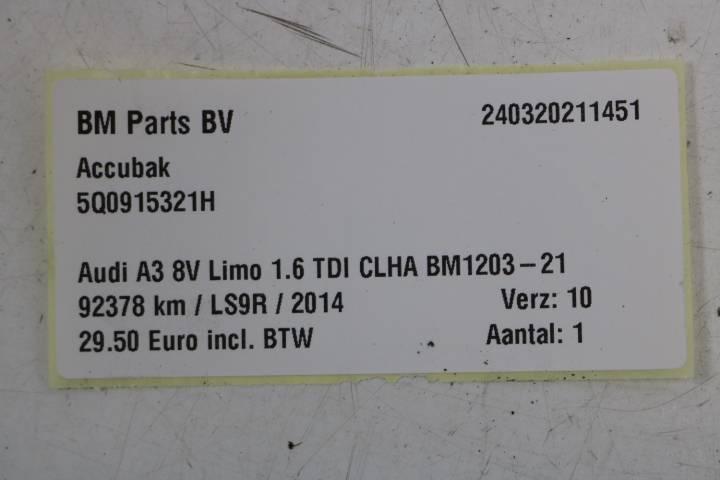 BM Parts BV 240320211451
Accubak
5Q0915321H
Audi A3 8V Limo 1.6 TDI CLHA BM1203-21
92378 km / LS9R / 2014 Verz: 10
29.50 Euro incl. BTW Aantal: 1